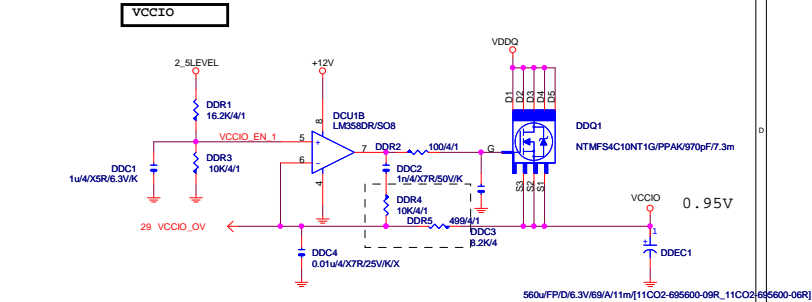 VCCIO
VDDQ
2_5LEVEL
+12V
D1
D2
D3
D4
D5
DDR1
16.2K/4/1
DCU1B
LM358DR/SO8
8
DDQ1
NTMFS4C10NT1G/PPAK/970pF/7.3m
D
VCCIO_EN_1
5
+
6
-
7
DDR2
100/4/1
G
DDR3
10K/4/1
DDC1
1u/4/X5R/6.3V/K
4
DDC2
1n/4/X7R/50V/K
S3
S2
S1
DDR4
10K/4/1
VCCIO
0.95V
29 VCCIO_OV
DDR5
499/4/1
DDC3
8.2K/4
1
+
DDC4
0.01u/4/X7R/25V/K/X
DDEC1
560u/FP/D/6.3V/69/A/11m/[11CO2-695600-09R_11CO2-695600-06R]